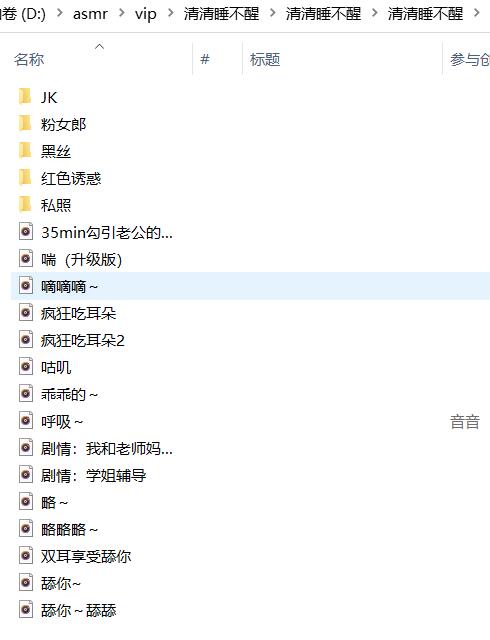 卷 (D:) > asmr > vip > 清清睡不醒 > 清清睡不醒 > 清清睡不醒 >
名称 # 标题 参与创
JK
粉女郎
黑丝
红色诱惑
私照
35min勾引老公的...
喘（升级版）
嘀嘀嘀～
疯狂吃耳朵
疯狂吃耳朵2
咕叽
乖乖的～
呼吸～ 音音
剧情：我和老师妈...
剧情：学姐辅导
略～
略略略～
双耳享受舔你
舔你~
舔你～舔舔